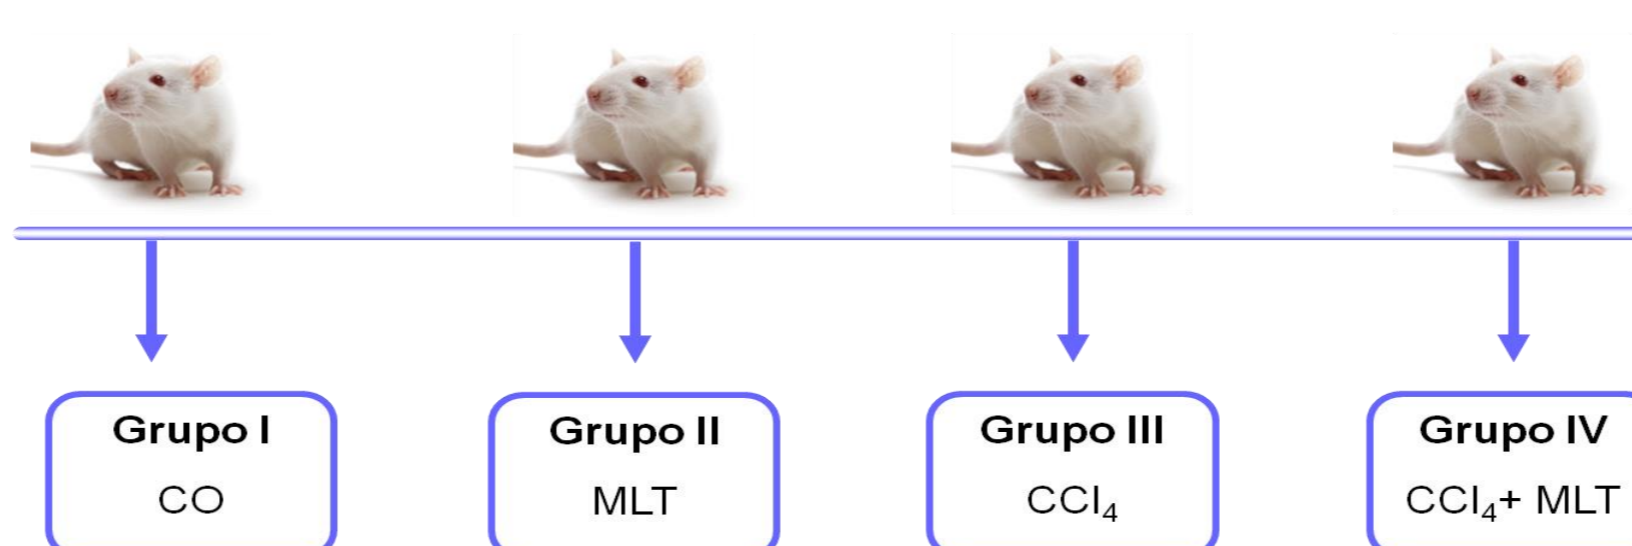 Grupo I
CO
Grupo II
MLT
Grupo III
CCl₄
Grupo IV
CCl₄+ MLT